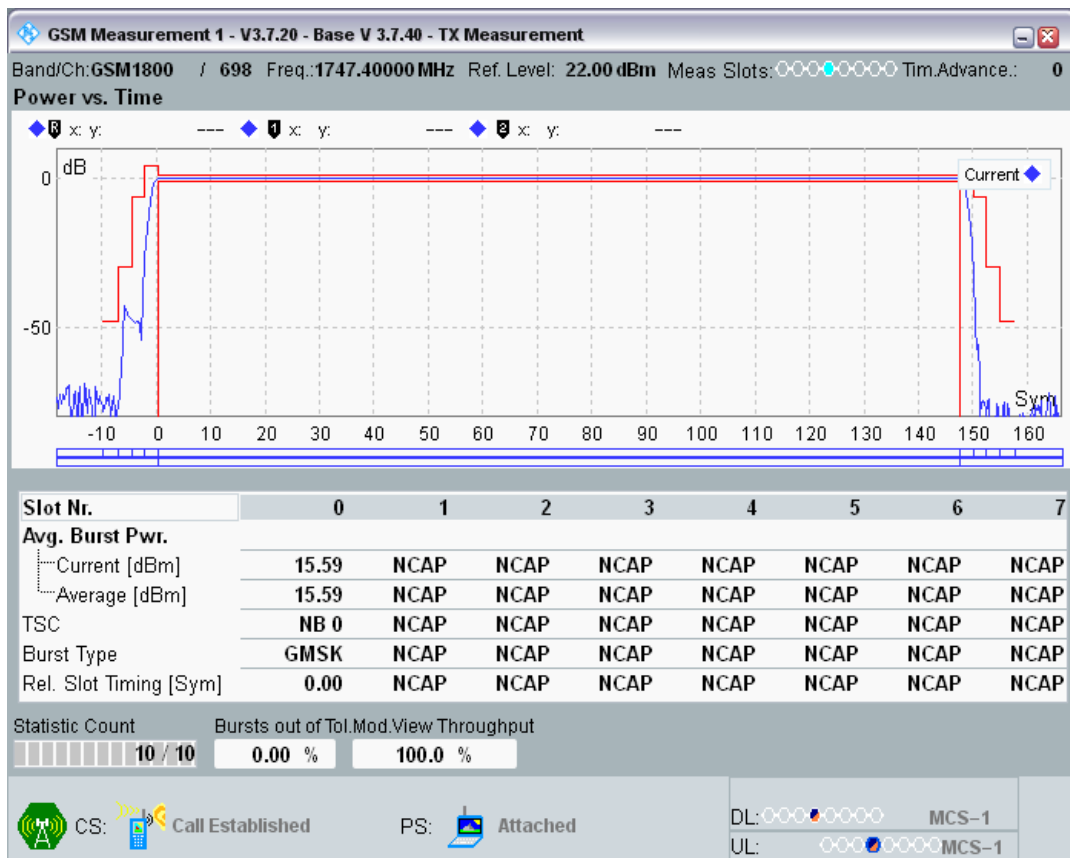 GSM Measurement 1 - V3.7.20 - Base V 3.7.40 - TX Measurement
Band/Ch:GSM1800 / 698 Freq.:1747.40000 MHz Ref. Level: 22.00 dBm Meas Slots: Tim.Advance.: 0
Power vs. Time
R x: y: --- 1 x: y: --- 2 x: y: ---
dB
Current
0
-50
Sym
-10 0 10 20 30 40 50 60 70 80 90 100 110 120 130 140 150 160
Slot Nr. 0 1 2 3 4 5 6 7
Avg. Burst Pwr.
Current [dBm] 15.59 NCAP NCAP NCAP NCAP NCAP NCAP NCAP
Average [dBm] 15.59 NCAP NCAP NCAP NCAP NCAP NCAP NCAP
TSC NB 0 NCAP NCAP NCAP NCAP NCAP NCAP NCAP
Burst Type GMSK NCAP NCAP NCAP NCAP NCAP NCAP NCAP
Rel. Slot Timing [Sym] 0.00 NCAP NCAP NCAP NCAP NCAP NCAP NCAP
Statistic Count Bursts out of Tol.Mod.View Throughput
10 / 10 0.00 % 100.0 %
CS: Call Established PS: Attached
DL: MCS-1
UL: MCS-1